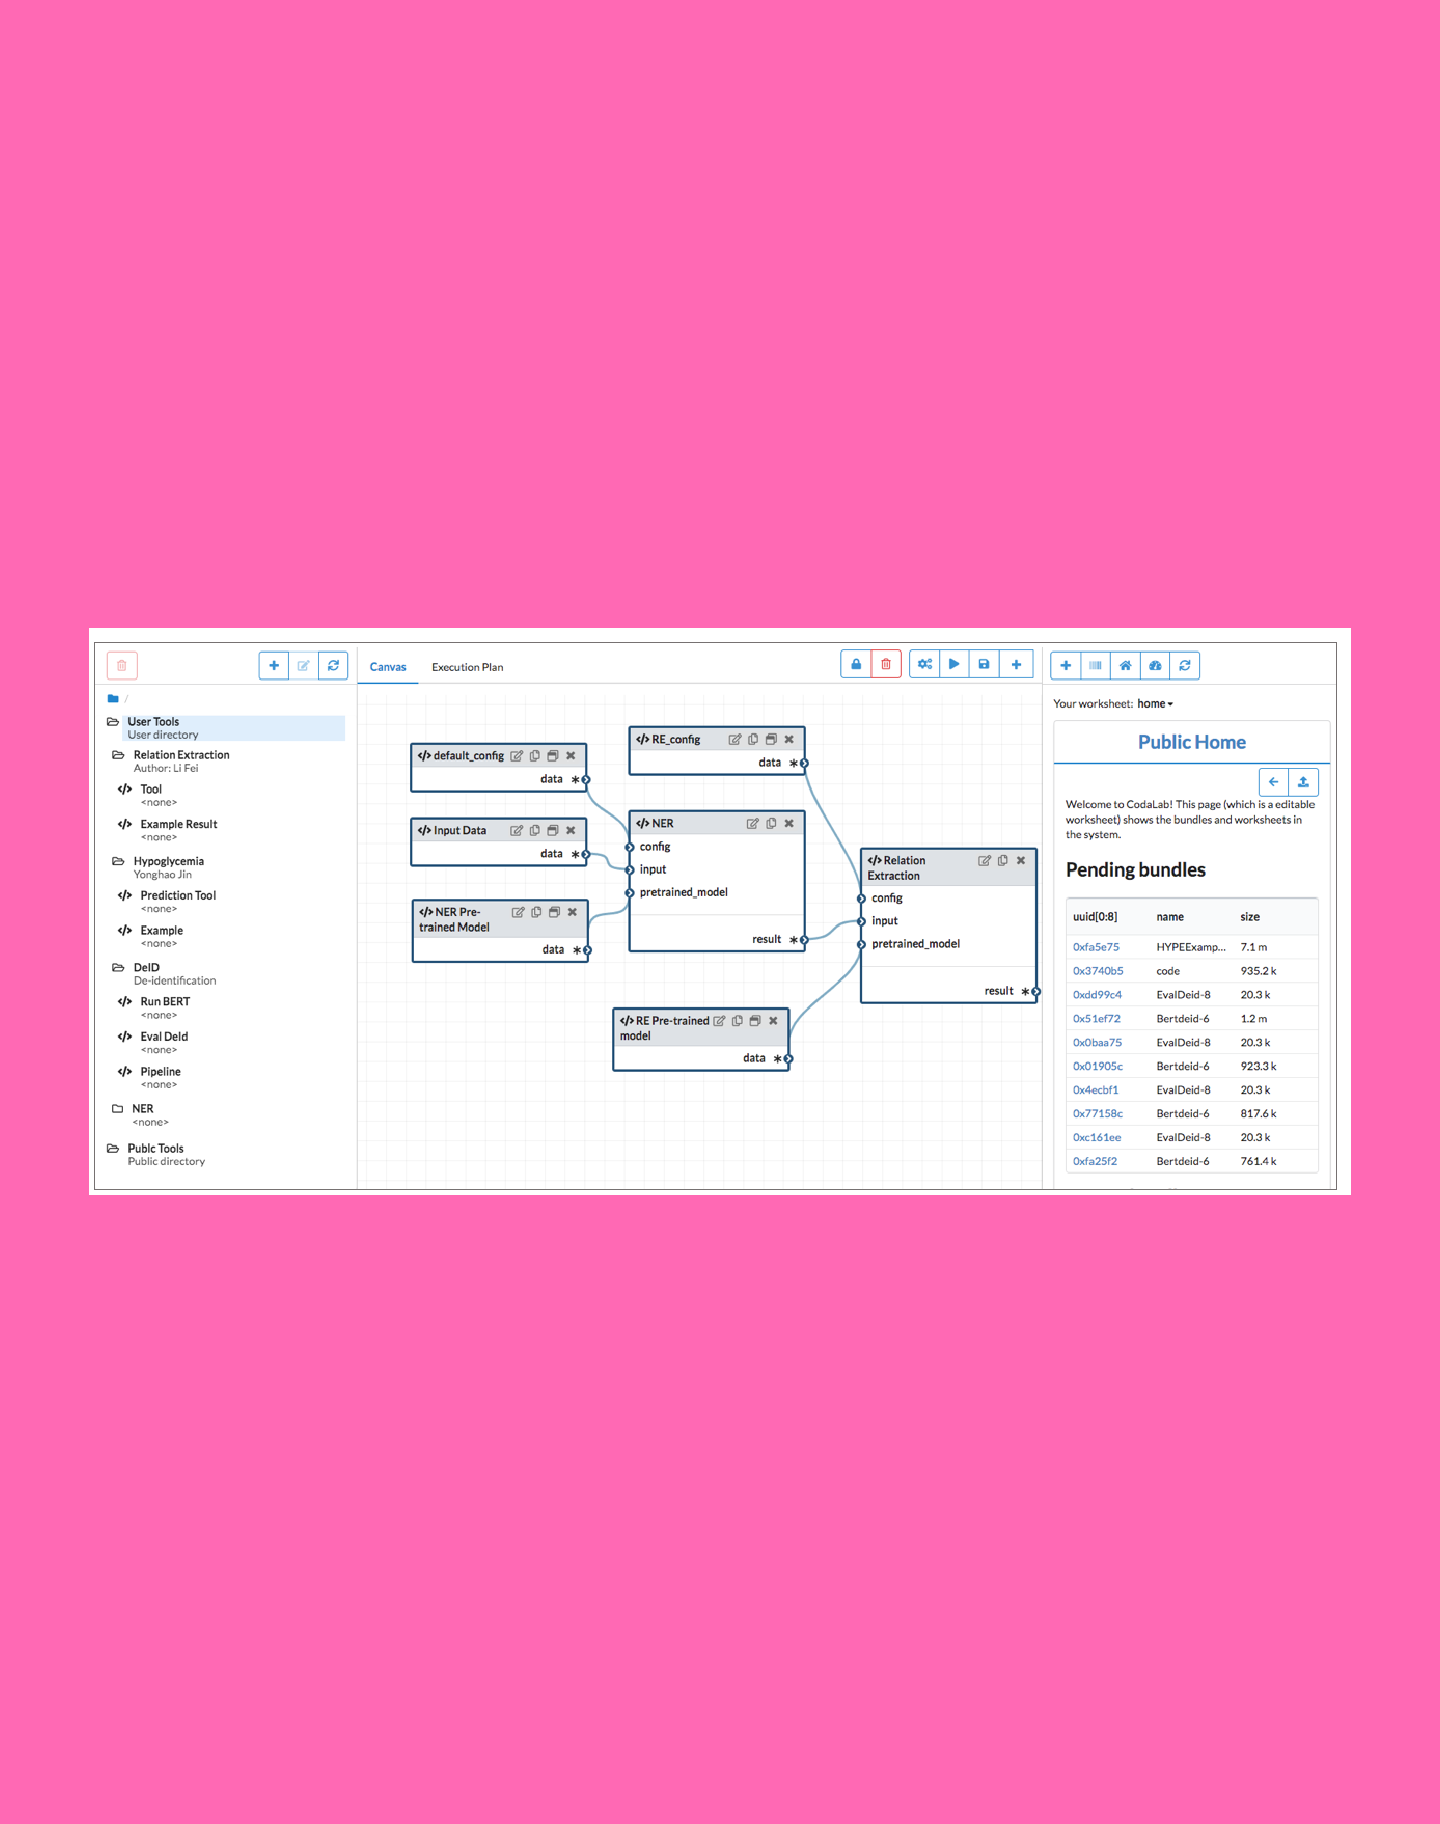 /
User Tools
User directory
Relation Extraction
Author: Li Fei
Tool
<none>
Example Result
<none>
Hypoglycemia
Yonghao Jin
Prediction Tool
<none>
Example
<none>
DeID
De-identification
Run BERT
<none>
Eval DeId
<none>
Pipeline
<none>
NER
<none>
Publc Tools
Public directory
Canvas
Execution Plan
</> default_config
data *
</> Input Data
data *
</> NER Pre-
trained Model
data *
</> RE_config
data *
</> NER
config
input
pretrained_model
result *
</> RE Pre-trained
model
data *
</> Relation
Extraction
config
input
pretrained_model
result *
Your worksheet: home
Public Home
Welcome to CodaLab! This page (which is a editable
worksheet) shows the bundles and worksheets in
the system.
Pending bundles
uuid[0:8] name size
0xfa5e75 HYPEExamp... 7.1 m
0x3740b5 code 935.2 k
0xdd99c4 EvalDeid-8 20.3 k
0x51ef72 Bertdeid-6 1.2 m
0x0baa75 EvalDeid-8 20.3 k
0x01905c Bertdeid-6 923.3 k
0x4ecbf1 EvalDeid-8 20.3 k
0x77158c Bertdeid-6 817.6 k
0xc161ee EvalDeid-8 20.3 k
0xfa25f2 Bertdeid-6 761.4 k